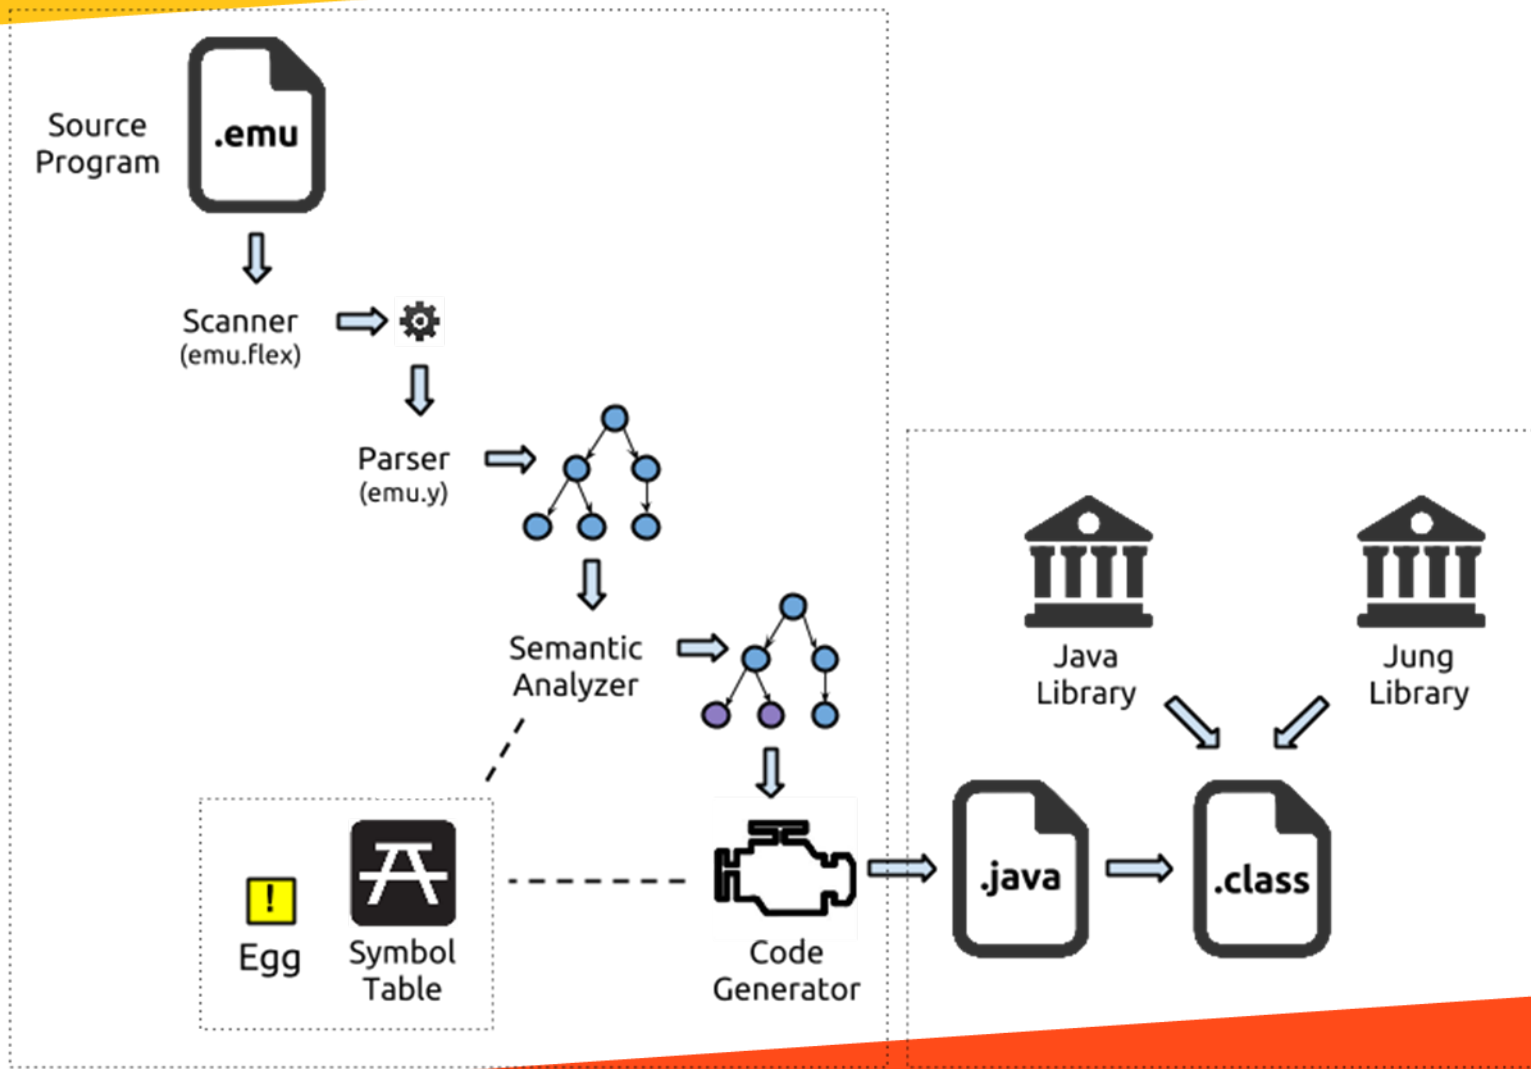 Source
Program
.emu
Scanner
(emu.flex)
Parser
(emu.y)
Semantic
Analyzer
Java
Library
Jung
Library
!
Egg
Symbol
Table
Code
Generator
.java
.class